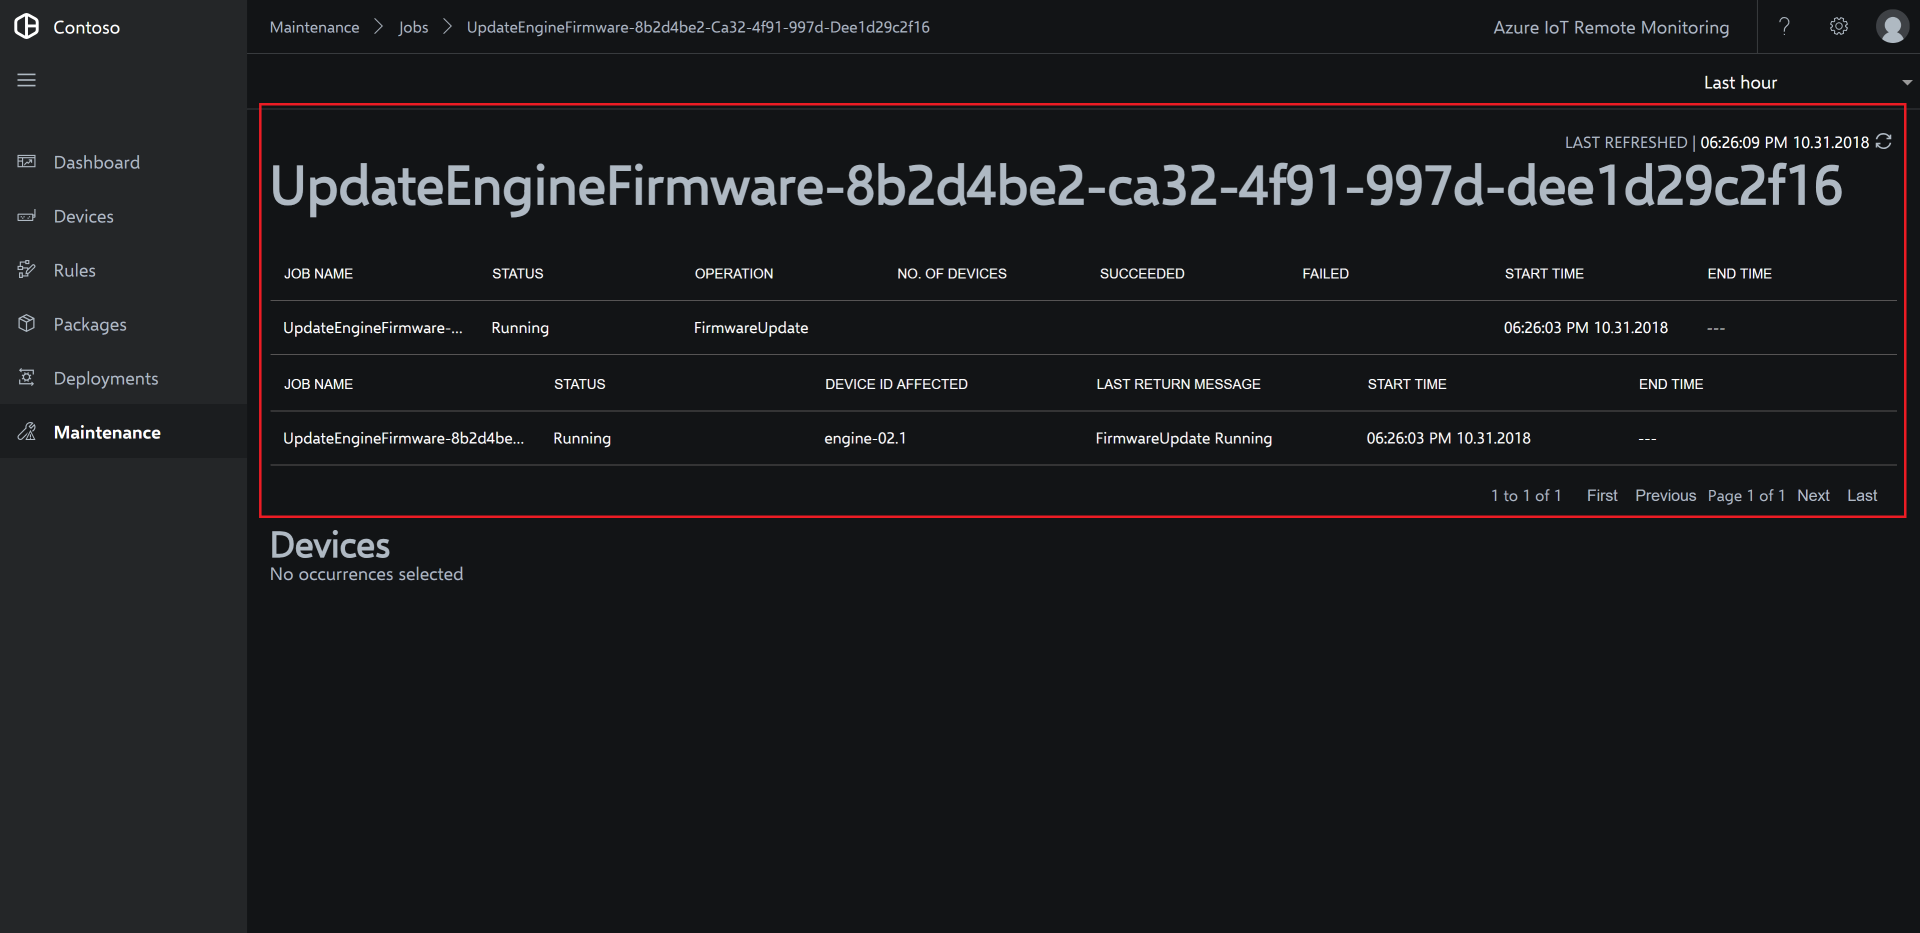 Contoso
Maintenance > Jobs > UpdateEngineFirmware-8b2d4be2-Ca32-4f91-997d-Dee1d29c2f16
Azure IoT Remote Monitoring ?
Last hour
Dashboard
Devices
Rules
Packages
Deployments
Maintenance
LAST REFRESHED | 06:26:09 PM 10.31.2018
UpdateEngineFirmware-8b2d4be2-ca32-4f91-997d-dee1d29c2f16
JOB NAME STATUS OPERATION NO. OF DEVICES SUCCEEDED FAILED START TIME END TIME
UpdateEngineFirmware-... Running FirmwareUpdate 06:26:03 PM 10.31.2018 ---
JOB NAME STATUS DEVICE ID AFFECTED LAST RETURN MESSAGE START TIME END TIME
UpdateEngineFirmware-8b2d4be... Running engine-02.1 FirmwareUpdate Running 06:26:03 PM 10.31.2018 ---
1 to 1 of 1 First Previous Page 1 of 1 Next Last
Devices
No occurrences selected